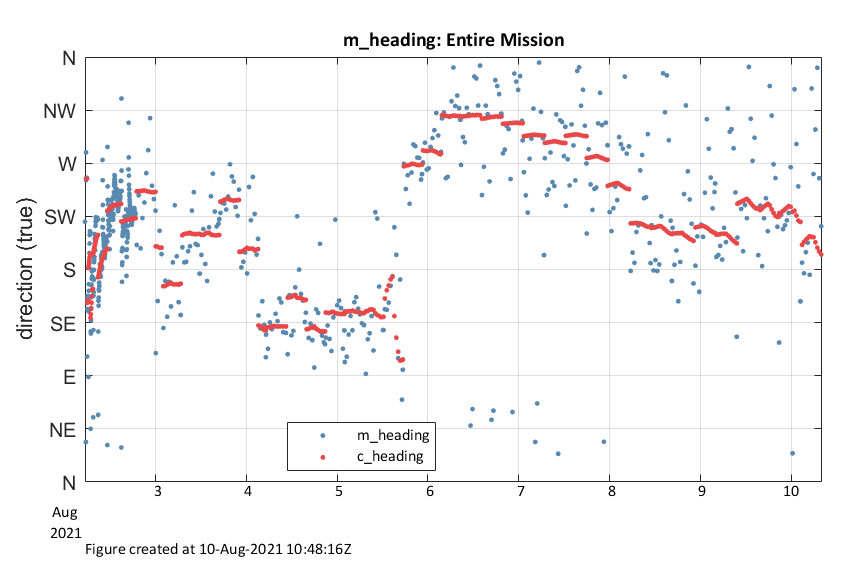 m_heading: Entire Mission
direction (true)
N
NW
W
SW
S
SE
E
NE
N
m_heading
c_heading
3 4 5 6 7 8 9 10
Aug
2021
Figure created at 10-Aug-2021 10:48:16Z